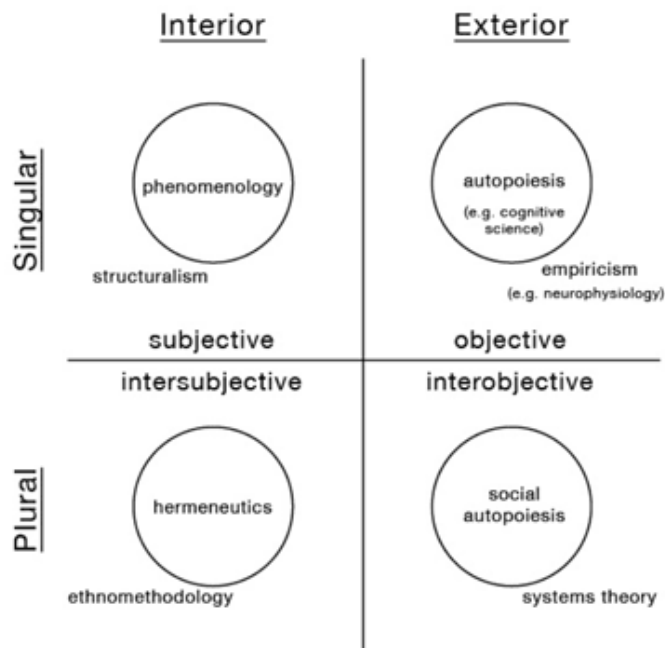 Interior
Exterior
Singular
phenomenology
structuralism
autopoiesis
(e.g. cognitive
science)
empiricism
(e.g. neurophysiology)
subjective
objective
intersubjective
interobjective
Plural
hermeneutics
ethnomethodology
social
autopoiesis
systems theory